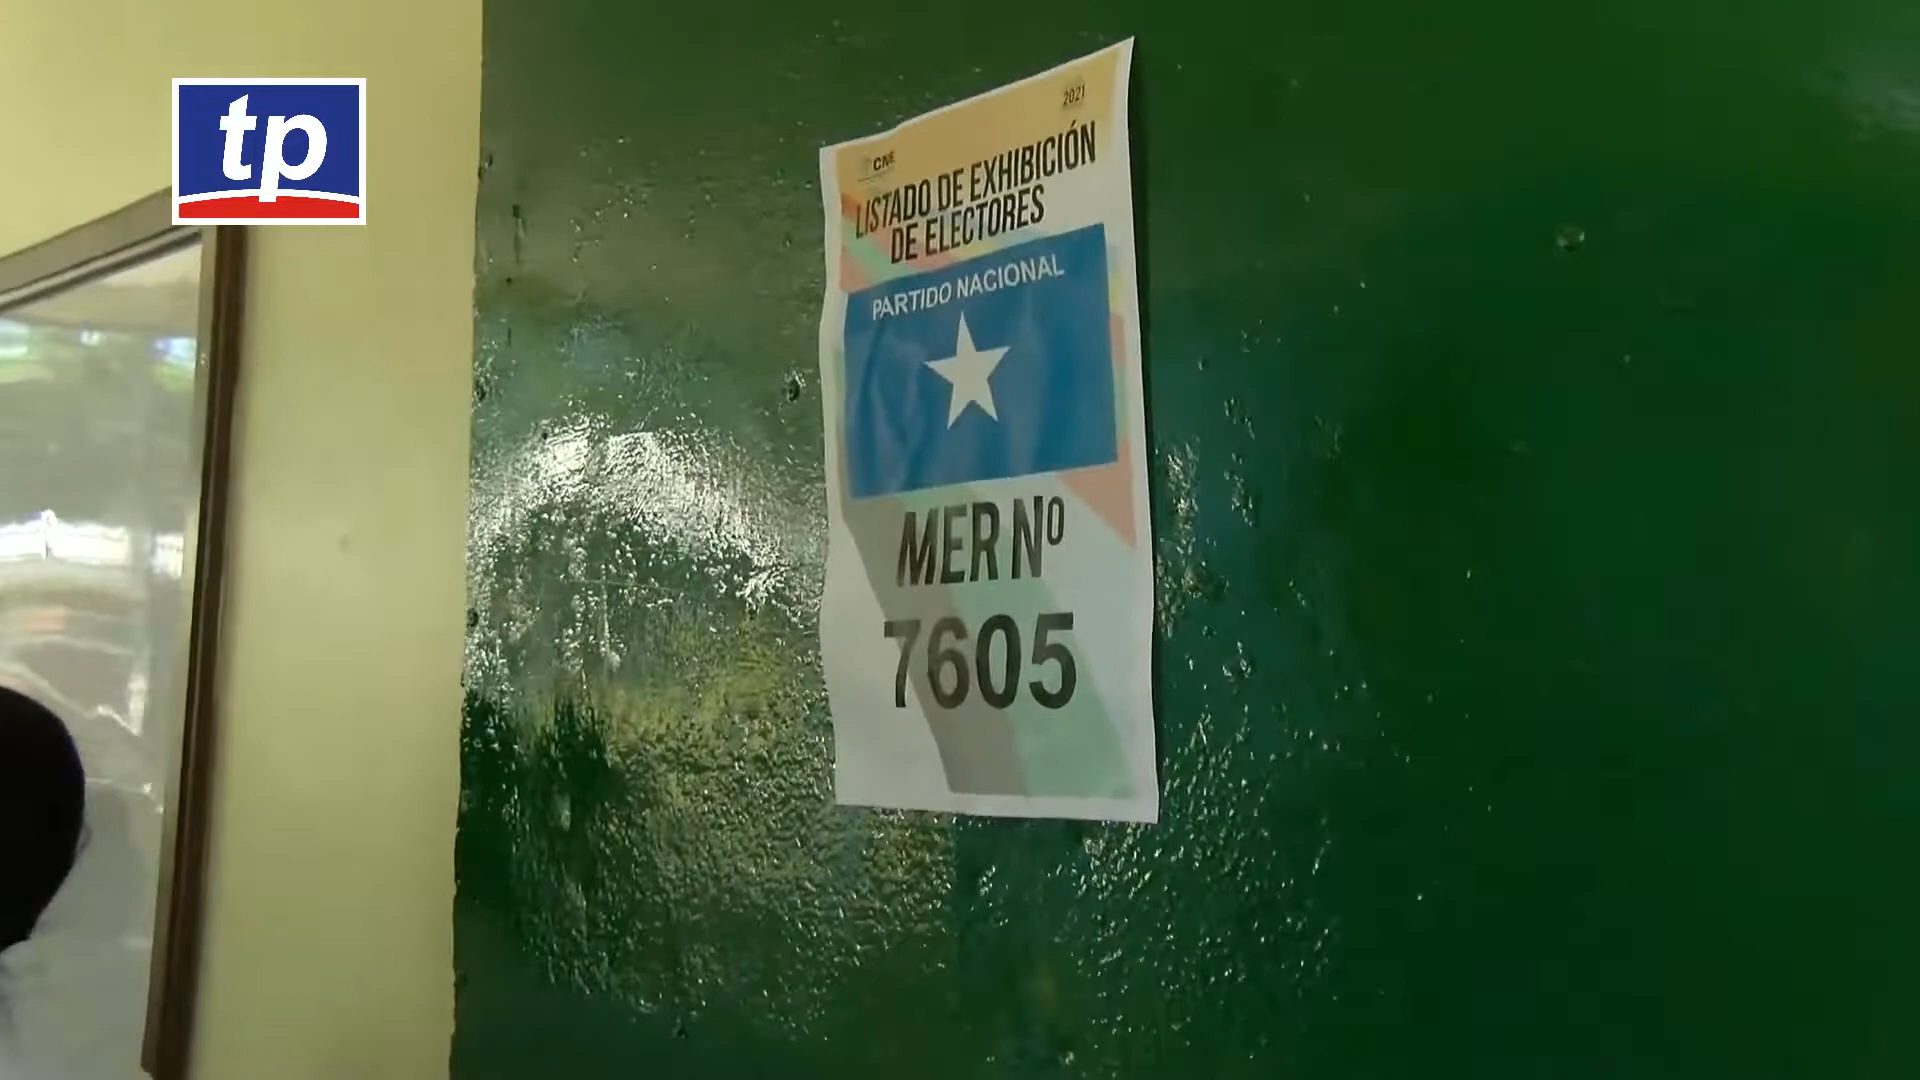 tp
2021
CNE
LISTADO DE EXHIBICIÓN
DE ELECTORES
PARTIDO NACIONAL
MER Nº
7605